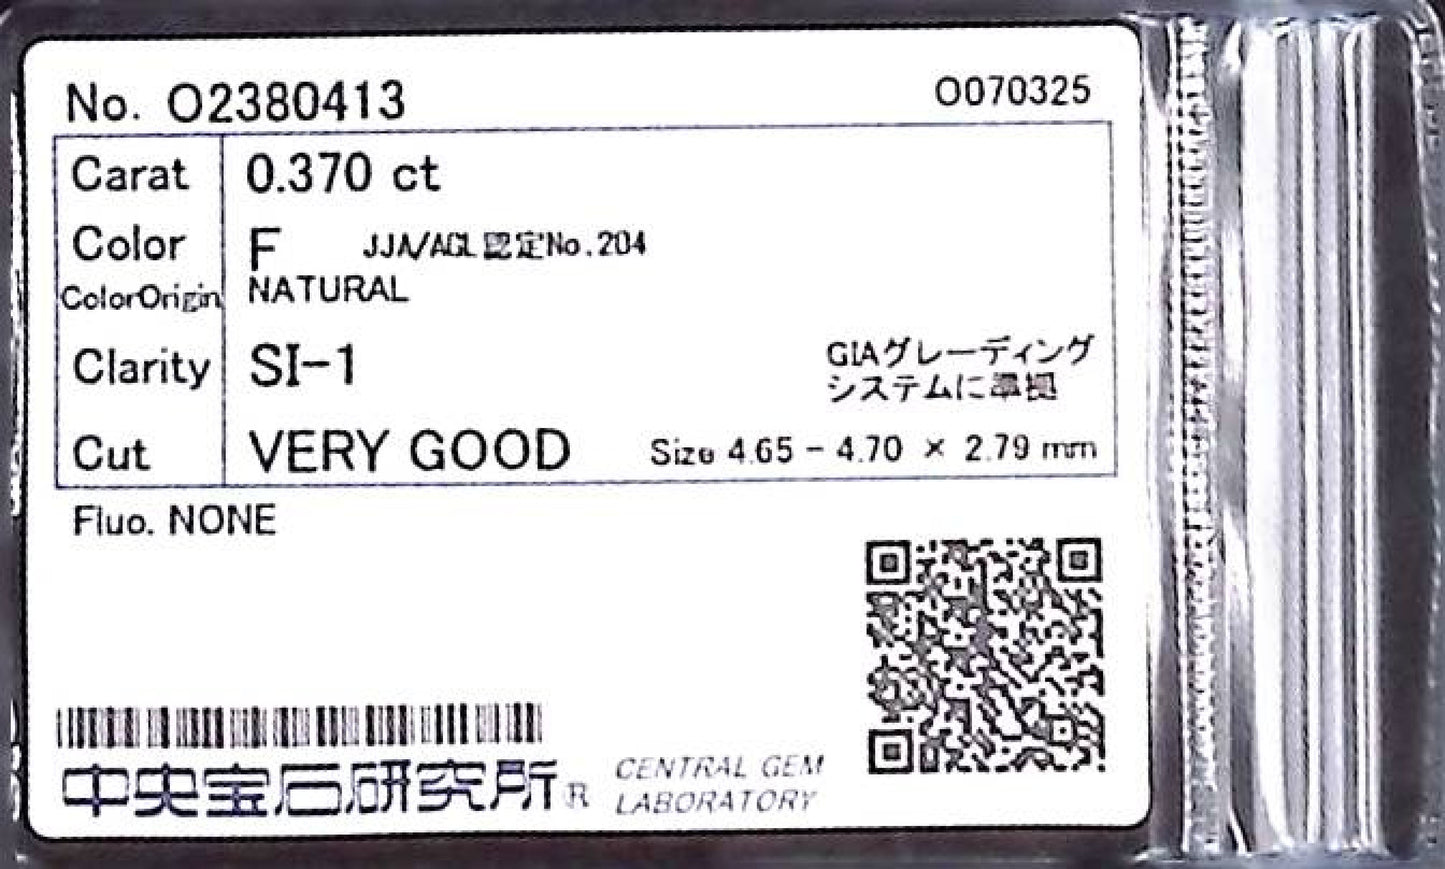 No. O2380413 O070325
Carat 0.370 ct
Color F JJA/AGL認定No.204
ColorOrigin NATURAL
Clarity SI-1 GIAグレーディング
システムに準拠
Cut VERY GOOD Size 4.65 - 4.70 × 2.79 mm
Fluo. NONE
中央宝石研究所® CENTRAL GEM
LABORATORY